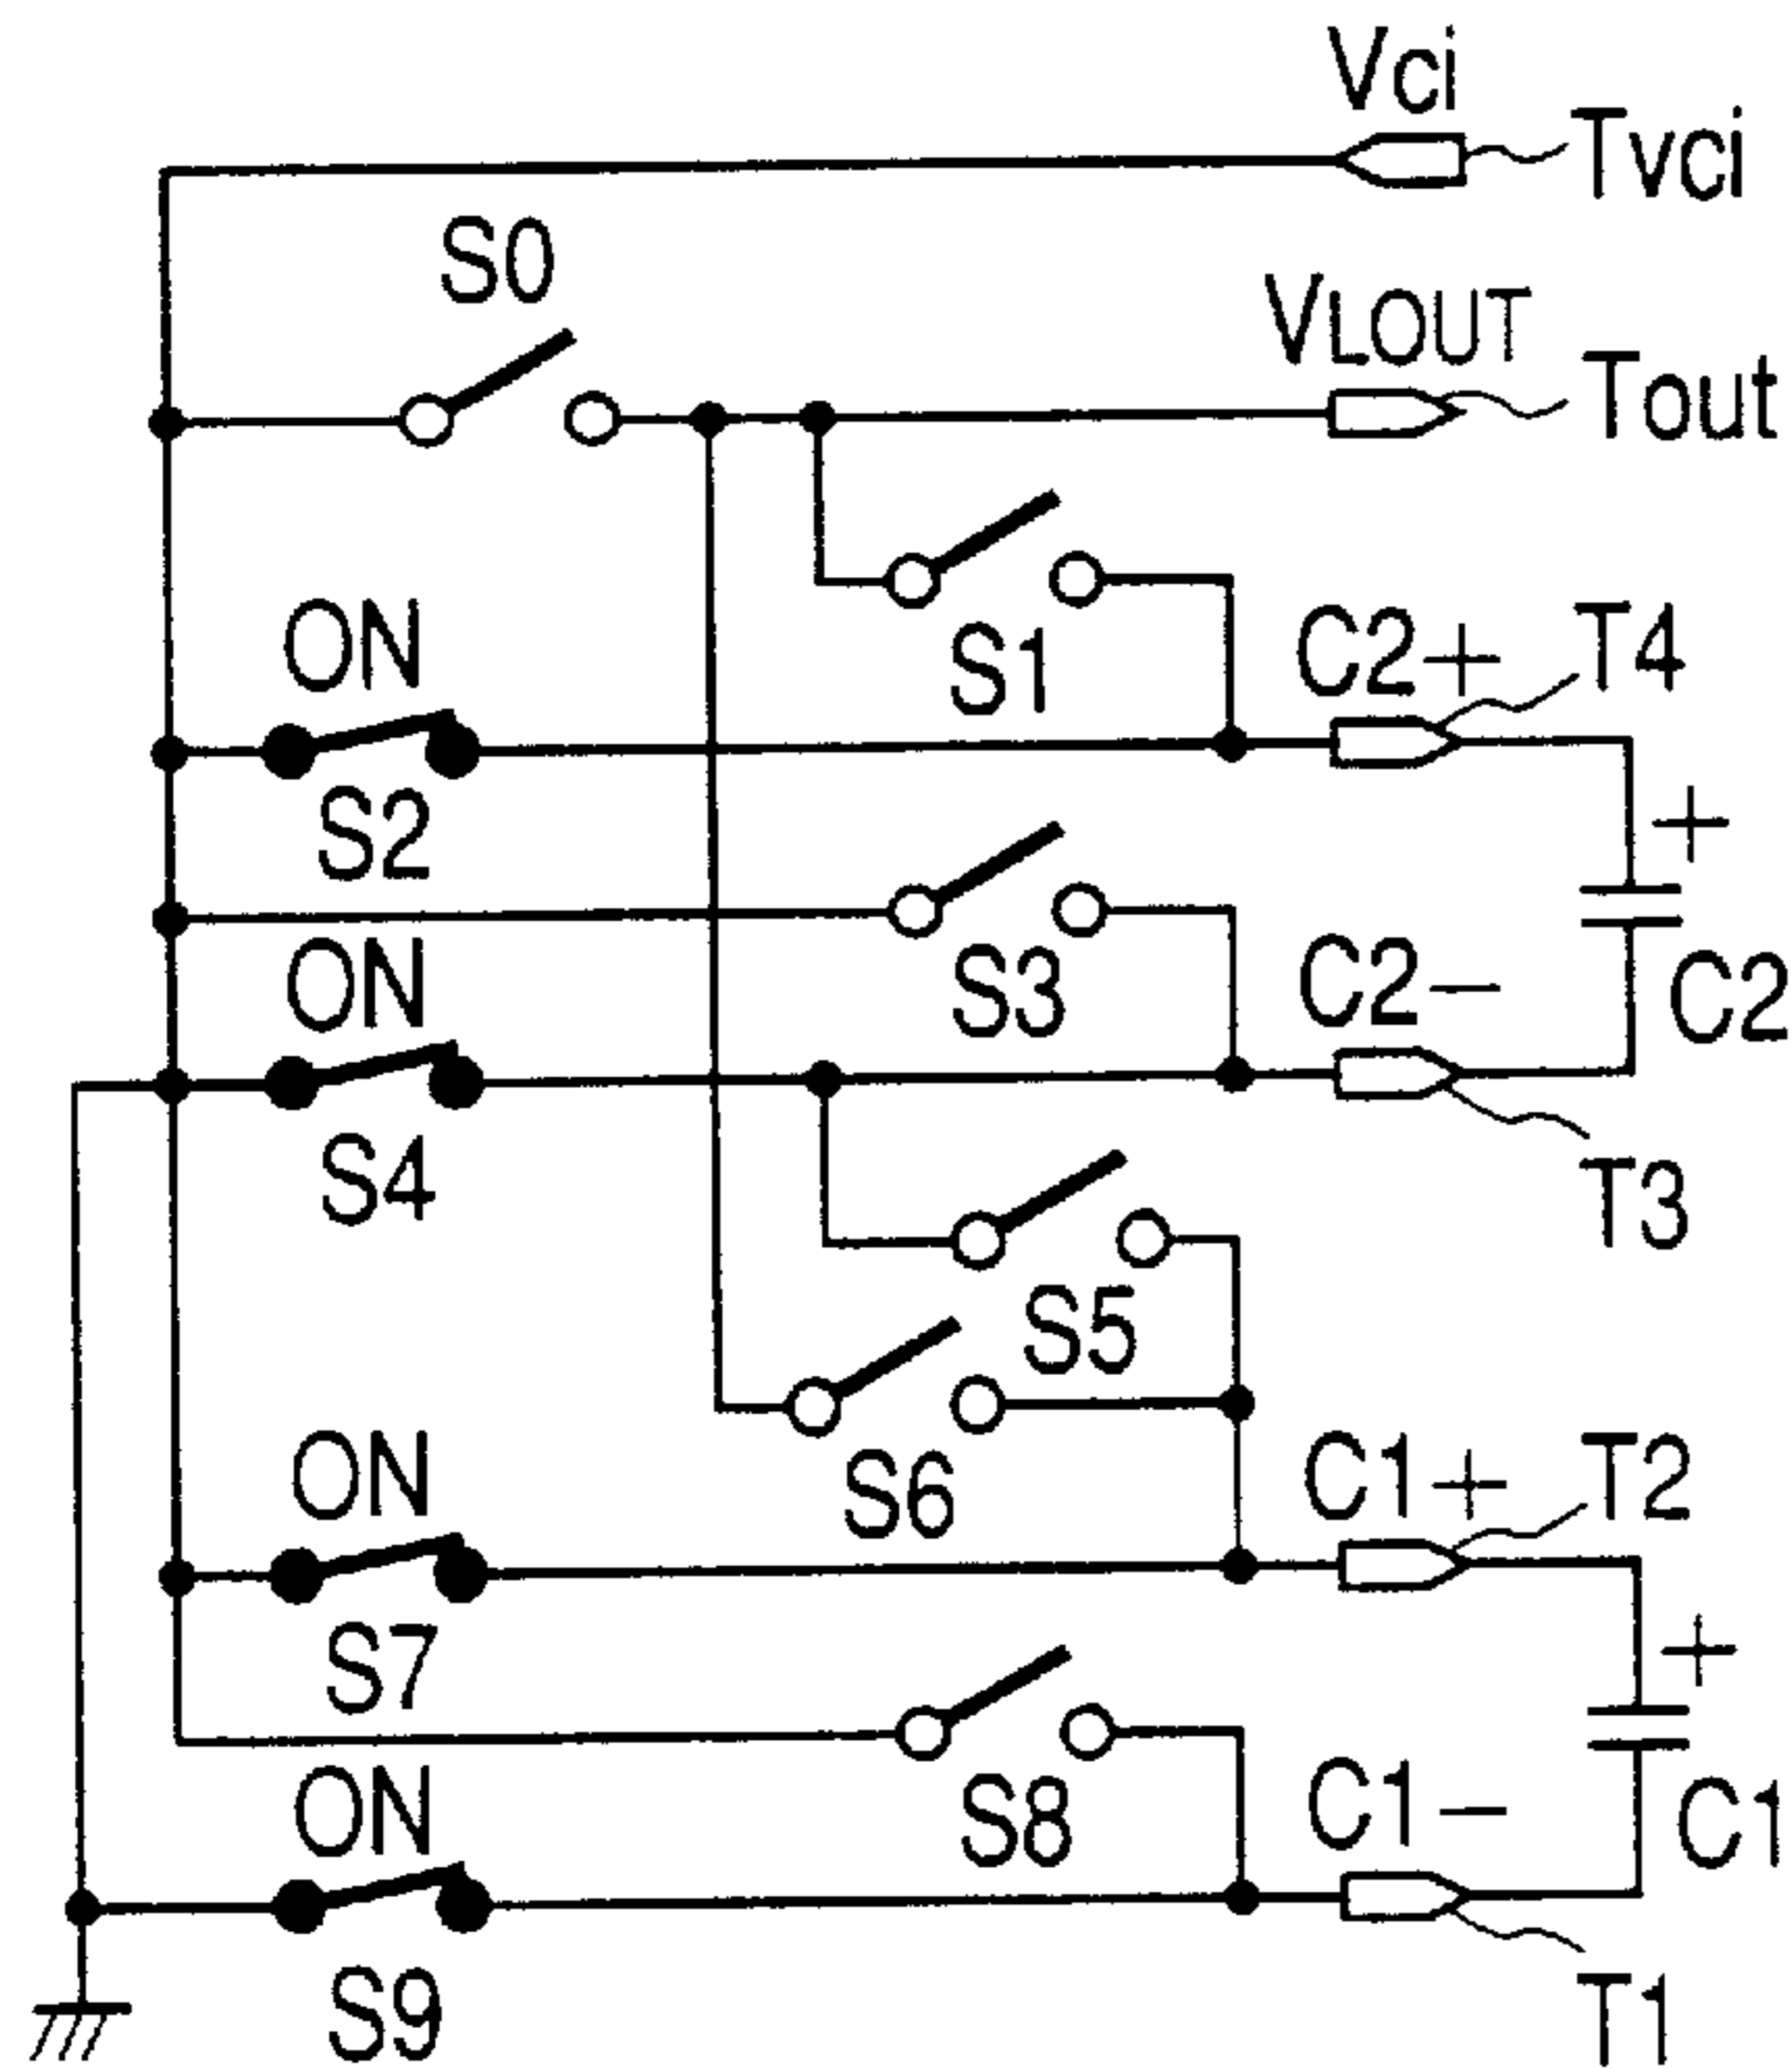 Vci
Tvci
S0
VLOUT
Tout
S1
C2+
T4
ON
S2
+
S3
C2
ON
C2-
S4
T3
S5
S6
C1+
T2
ON
S7
+
S8
C1
ON
C1-
S9
T1